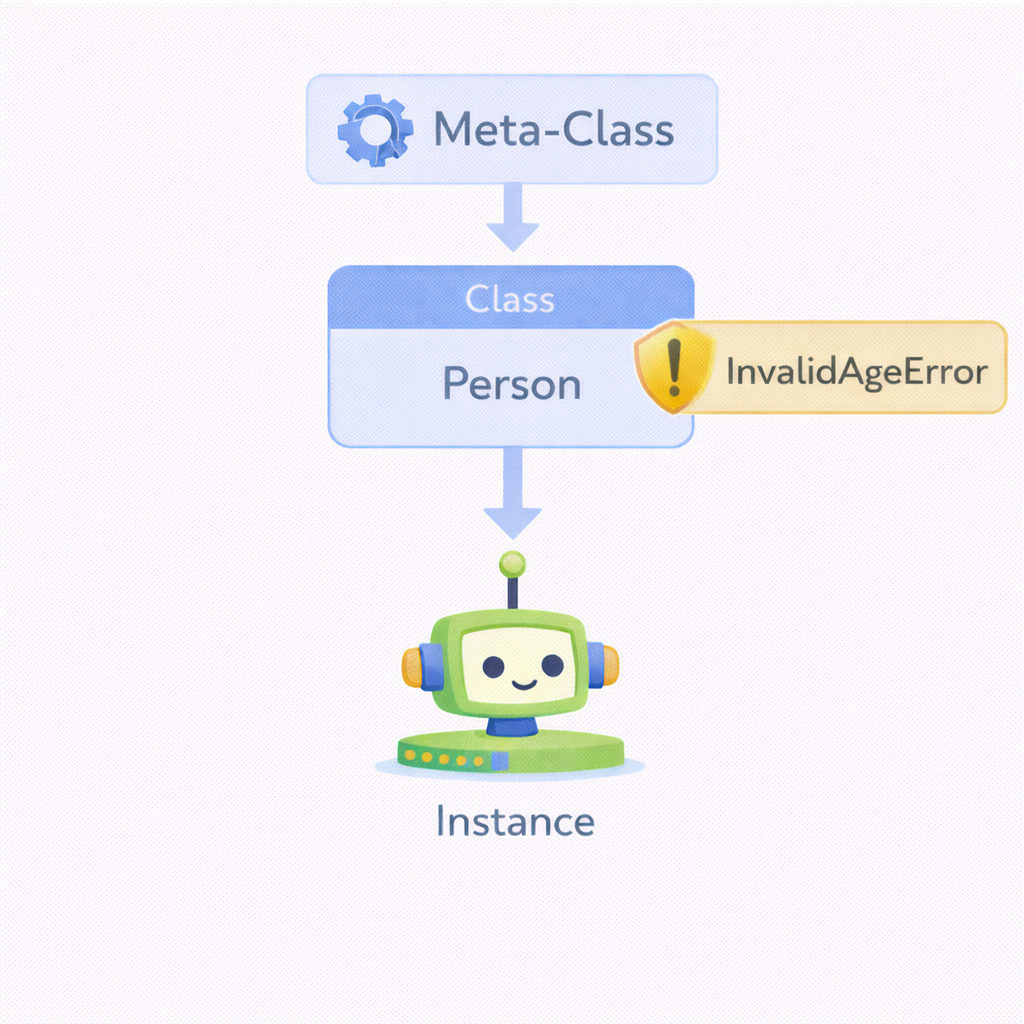 Meta-Class
Class
Person
InvalidAgeError
Instance